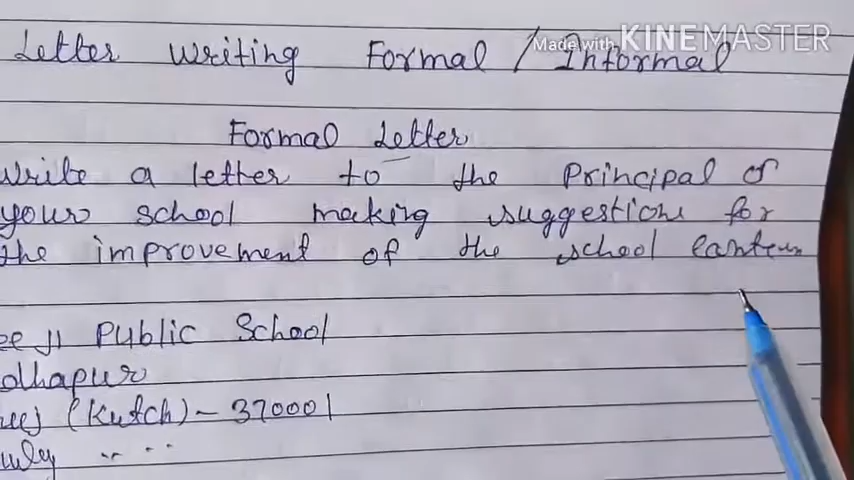 Letter writing Formal / Informal
Made with KINEMASTER
Formal Letter
write a letter to the Principal of
your school making suggestions for
the improvement of the school canteen
Public School
(Kutch) - 370001